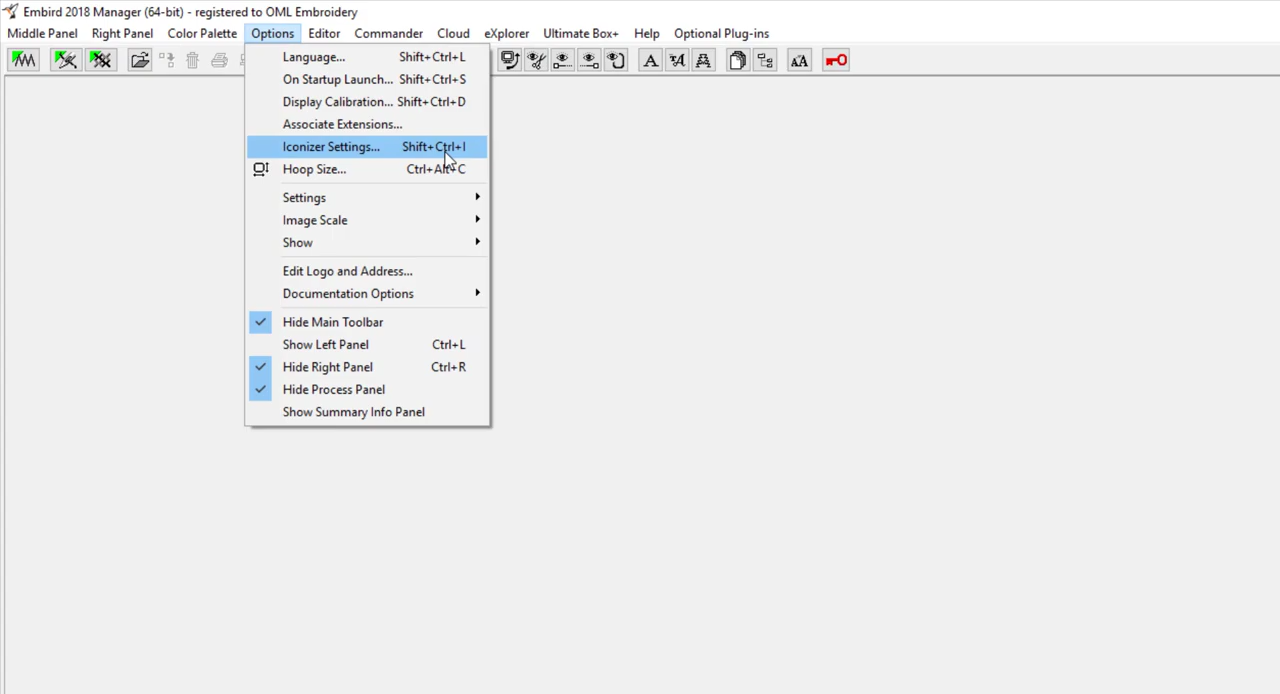 Embird 2018 Manager (64-bit) - registered to OML Embroidery
Middle Panel Right Panel Color Palette Options Editor Commander Cloud eXplorer Ultimate Box+ Help Optional Plug-ins
A A A AA
Language... Shift+Ctrl+L
On Startup Launch... Shift+Ctrl+S
Display Calibration... Shift+Ctrl+D
Associate Extensions...
Iconizer Settings... Shift+Ctrl+I
Hoop Size... Ctrl+Alt+C
Settings
Image Scale
Show
Edit Logo and Address...
Documentation Options
Hide Main Toolbar
Show Left Panel Ctrl+L
Hide Right Panel Ctrl+R
Hide Process Panel
Show Summary Info Panel